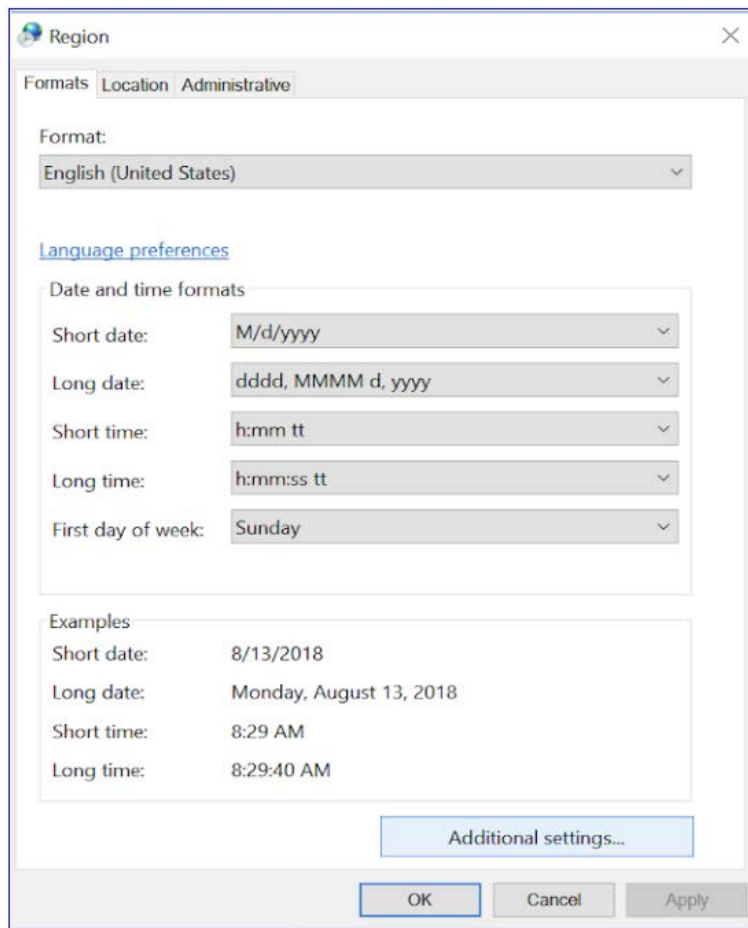 Region
Formats Location Administrative
Format:
English (United States)
Language preferences
Date and time formats
Short date: M/d/yyyy
Long date: dddd, MMMM d, yyyy
Short time: h:mm tt
Long time: h:mm:ss tt
First day of week: Sunday
Examples
Short date: 8/13/2018
Long date: Monday, August 13, 2018
Short time: 8:29 AM
Long time: 8:29:40 AM
Additional settings...
OK Cancel Apply